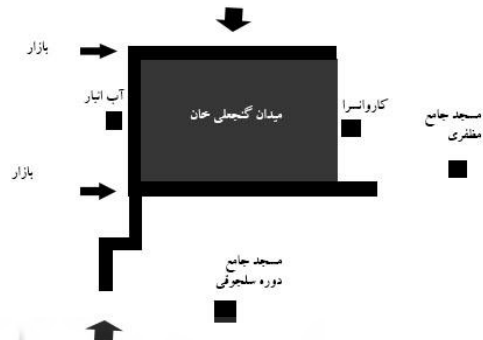 بازار
آب انبار
میدان گنجعلی خان
کاروانسرا
مسجد جامع
مظفری
بازار
مسجد جامع
دوره سلجوقی